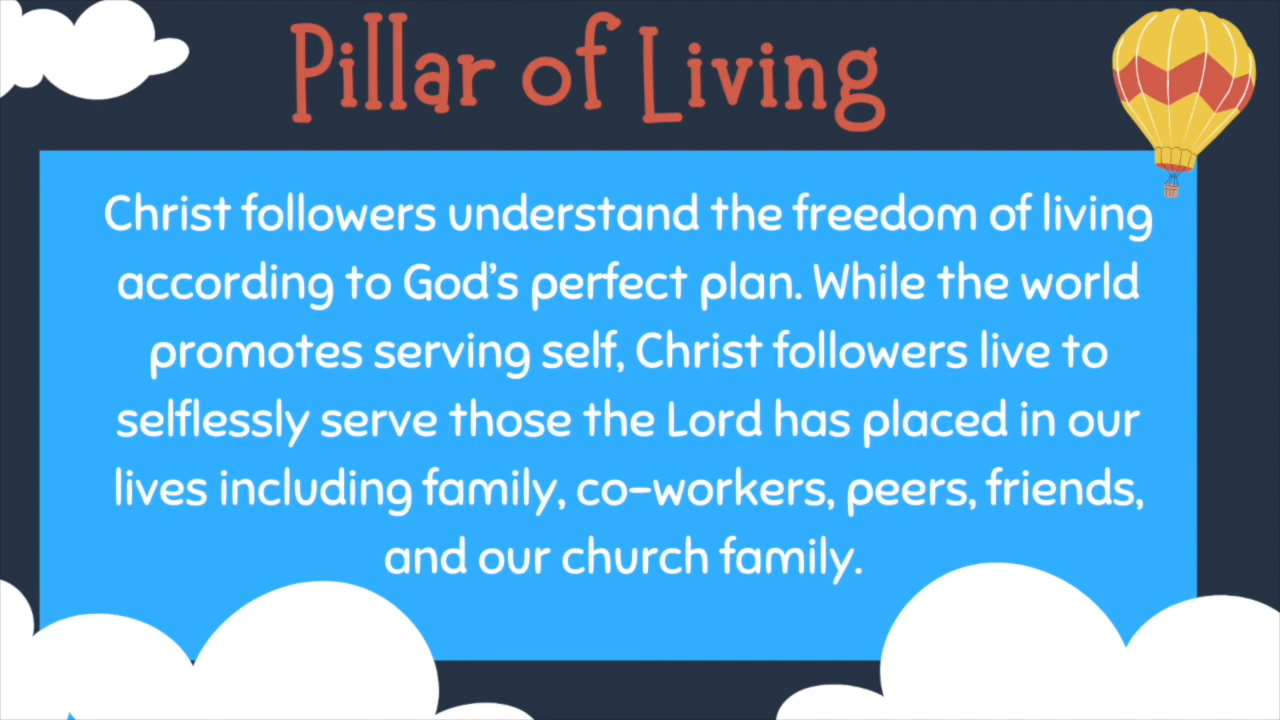 Pillar of Living
Christ followers understand the freedom of living
according to God’s perfect plan. While the world
promotes serving self, Christ followers live to
selflessly serve those the Lord has placed in our
lives including family, co-workers, peers, friends,
and our church family.